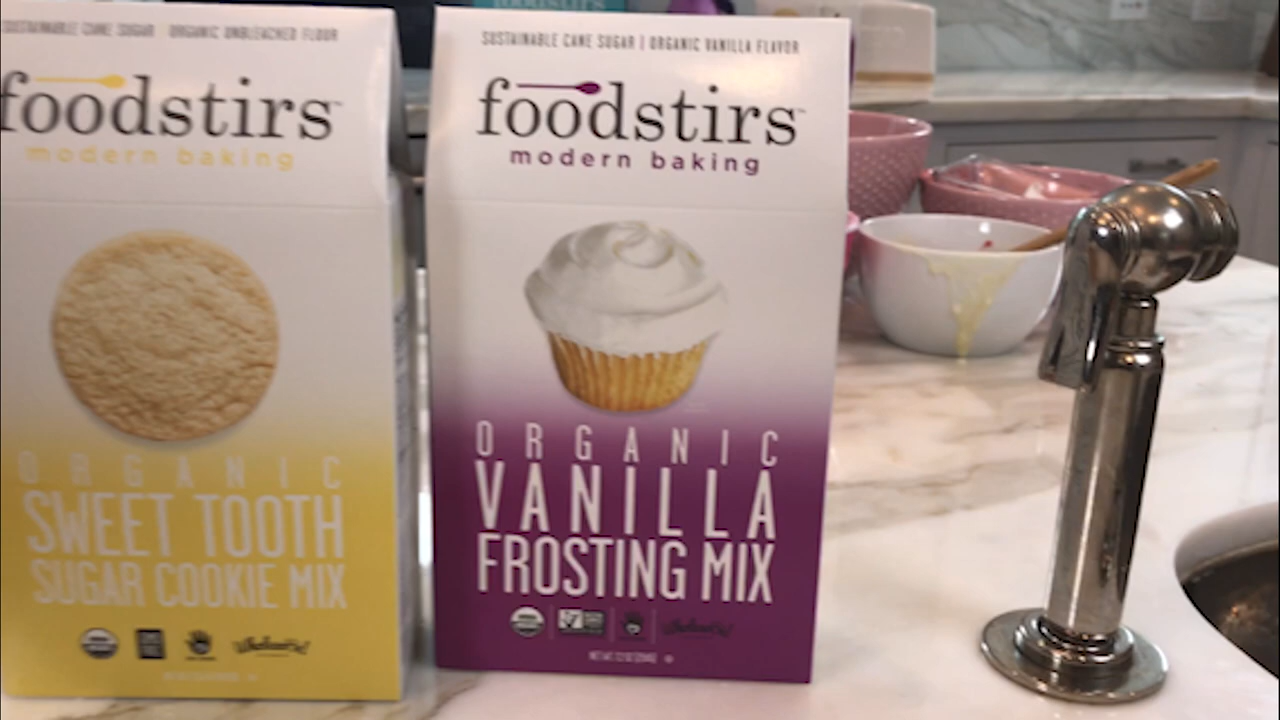 SUSTAINABLE CANE SUGAR | ORGANIC UNBLEACHED FLOUR
foodstirs
modern baking
ORGANIC
SWEET TOOTH
SUGAR COOKIE MIX
SUSTAINABLE CANE SUGAR | ORGANIC VANILLA FLAVOR
foodstirs™
modern baking
ORGANIC
VANILLA
FROSTING MIX